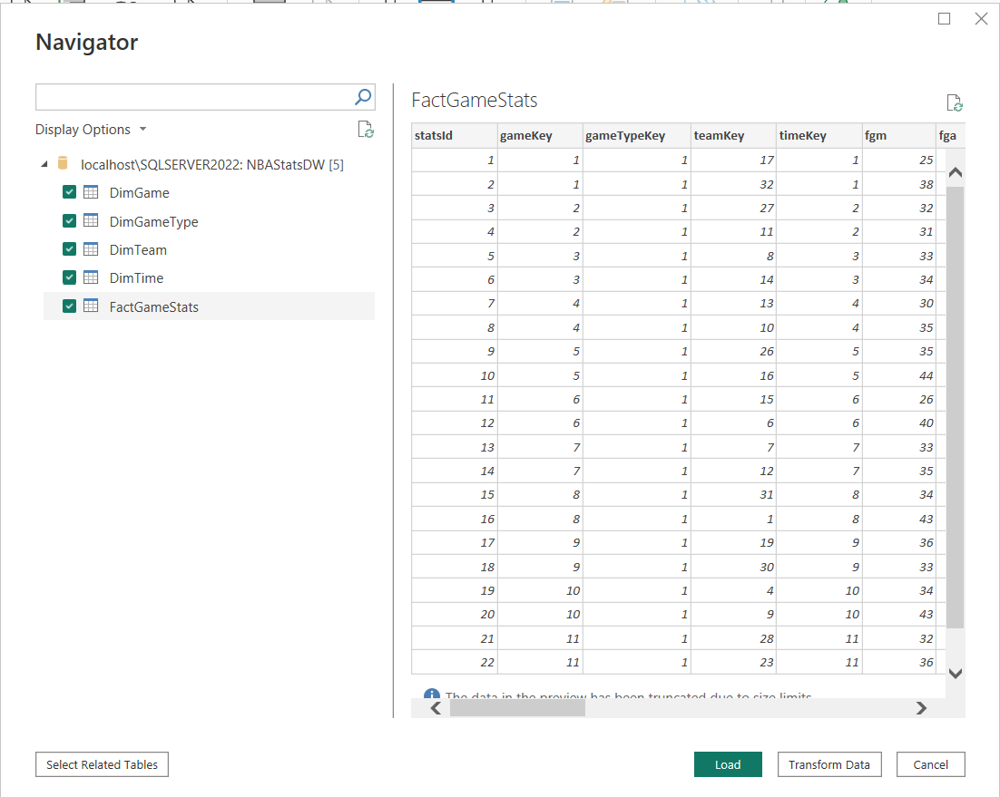 Navigator
Display Options
localhost\SQLSERVER2022: NBAStatsDW [5]
DimGame
DimGameType
DimTeam
DimTime
FactGameStats
FactGameStats
statsId gameKey gameTypeKey teamKey timeKey fgm fga
1 1 1 17 1 25
2 1 1 32 1 38
3 2 1 27 2 32
4 2 1 11 2 31
5 3 1 8 3 33
6 3 1 14 3 34
7 4 1 13 4 30
8 4 1 10 4 35
9 5 1 26 5 35
10 5 1 16 5 44
11 6 1 15 6 26
12 6 1 6 6 40
13 7 1 7 7 33
14 7 1 12 7 35
15 8 1 31 8 34
16 8 1 1 8 43
17 9 1 19 9 36
18 9 1 30 9 33
19 10 1 4 10 34
20 10 1 9 10 43
21 11 1 28 11 32
22 11 1 23 11 36
The data in the preview has been truncated due to size limits.
Select Related Tables
Load
Transform Data
Cancel